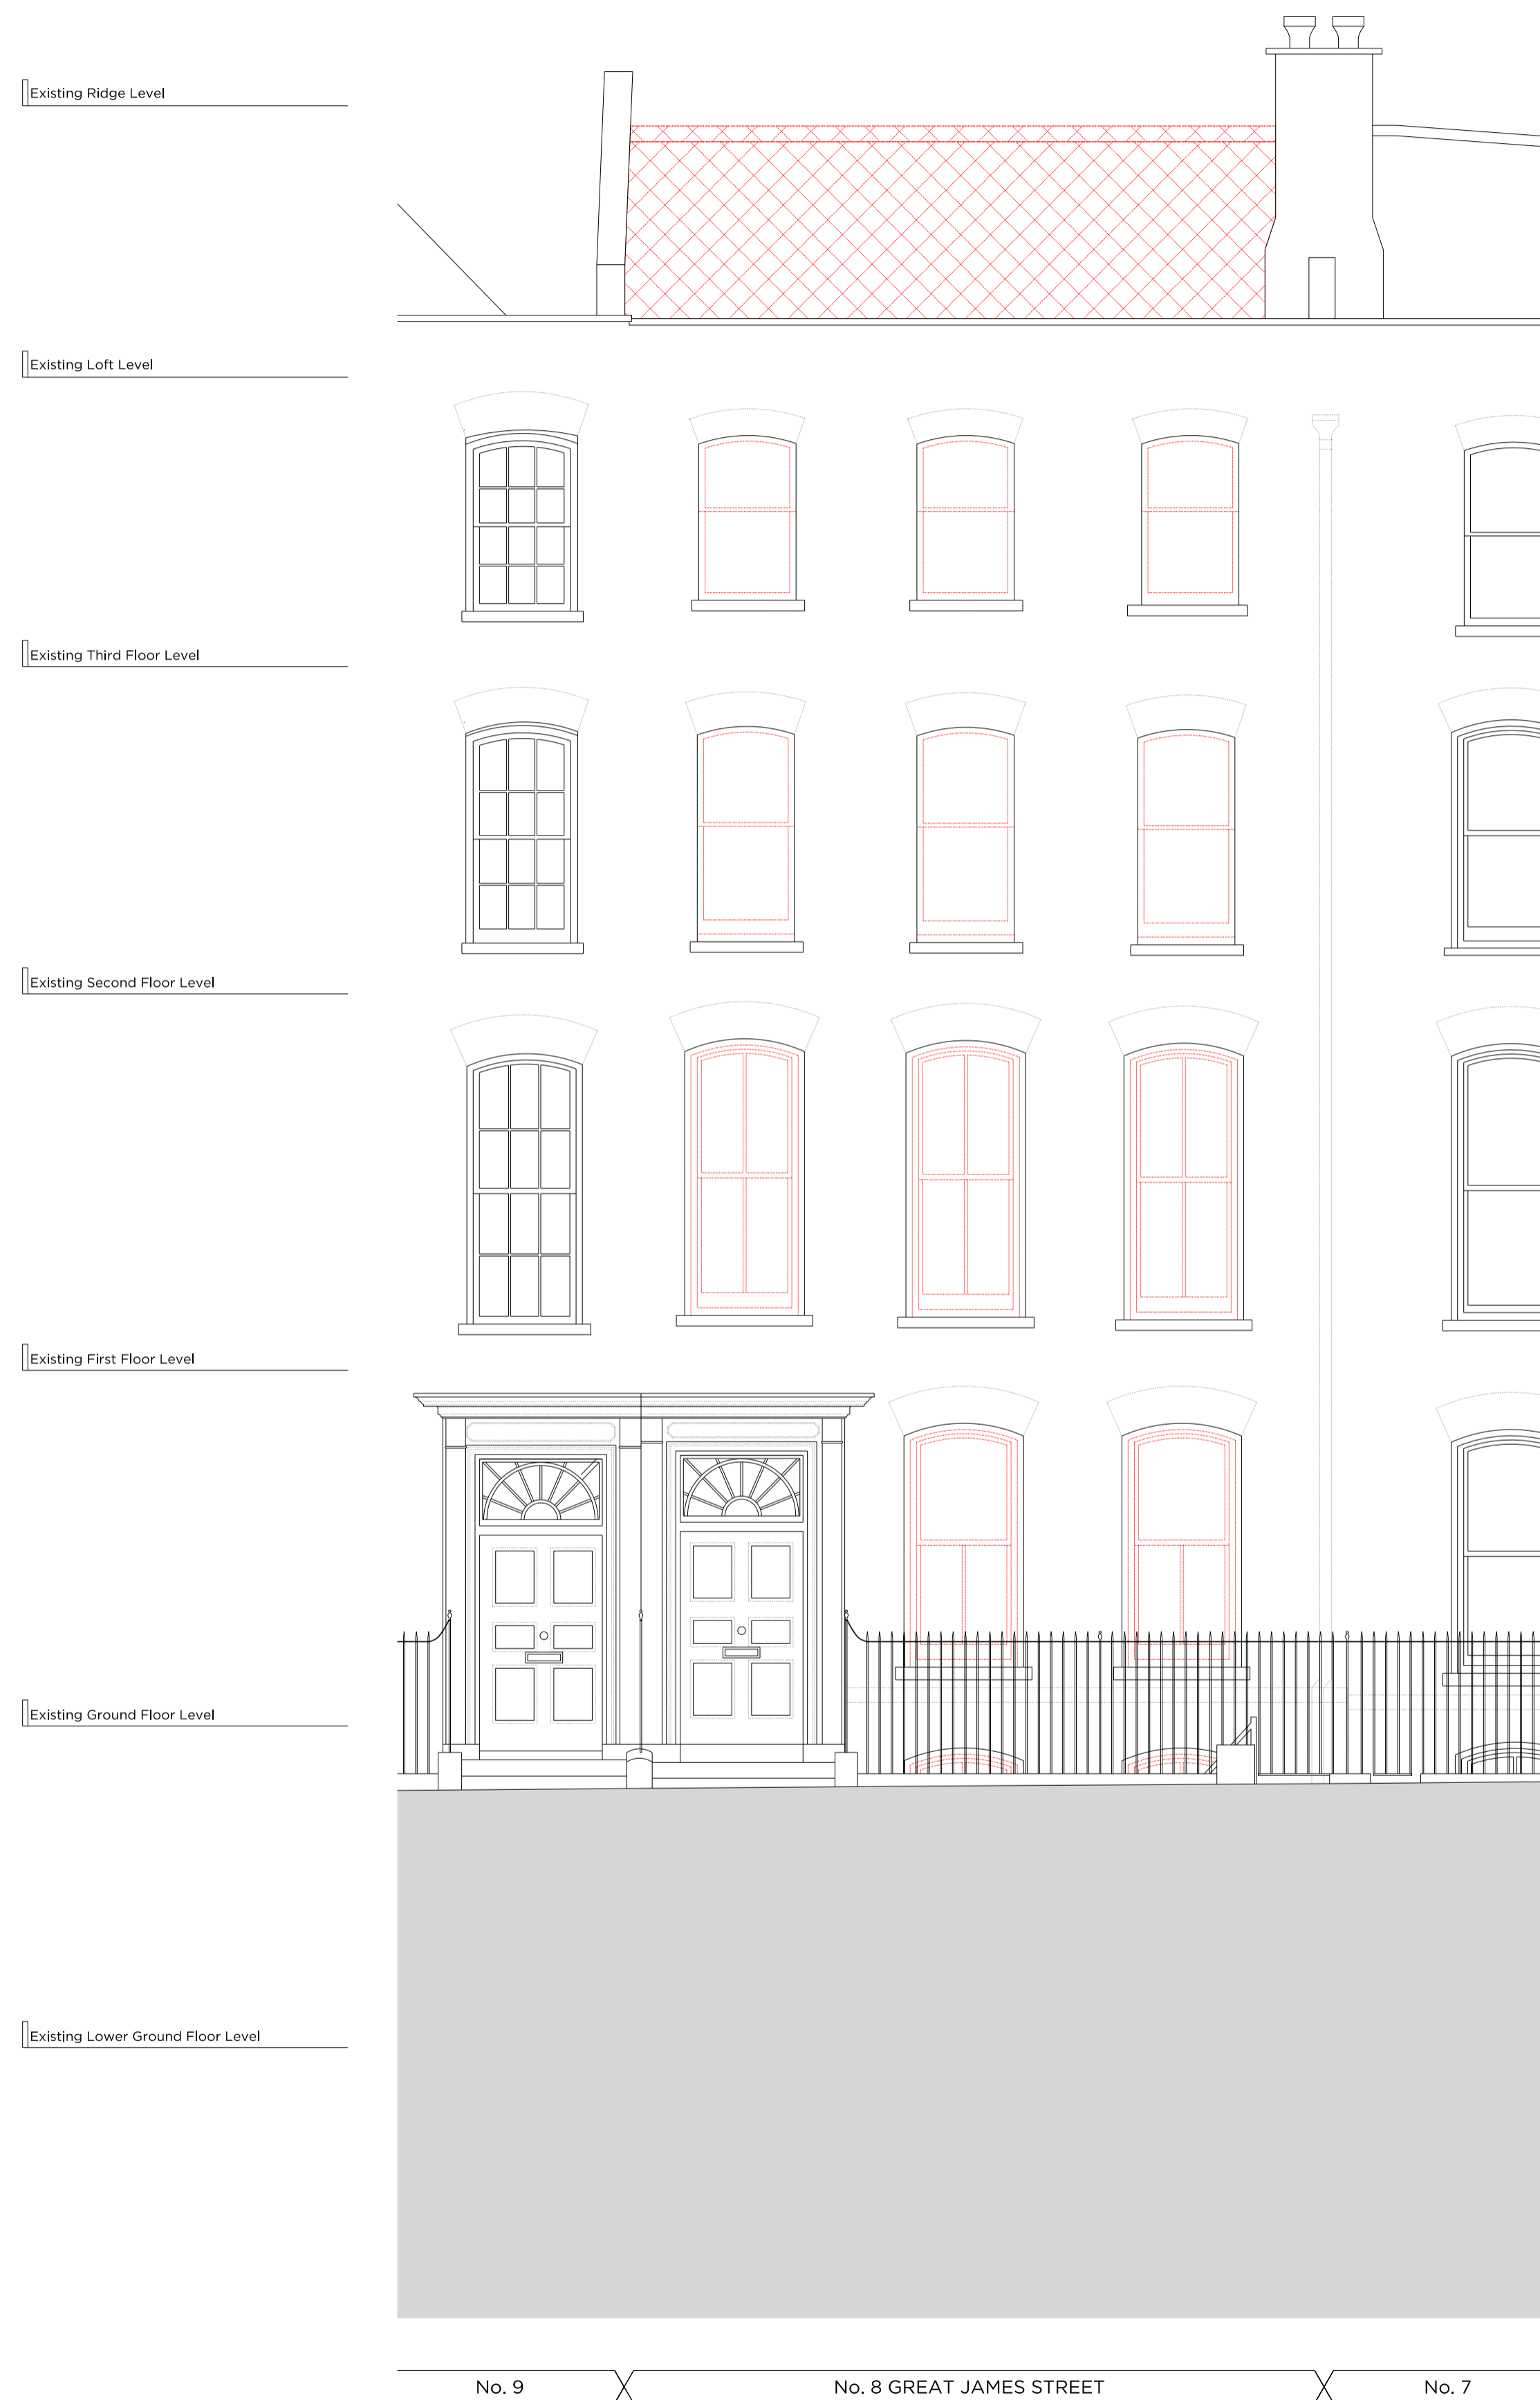 Existing Ridge Level
Existing Loft Level
Existing Third Floor Level
Existing Second Floor Level
Existing First Floor Level
Existing Ground Floor Level
Existing Lower Ground Floor Level
No. 9
No. 8 GREAT JAMES STREET
No. 7